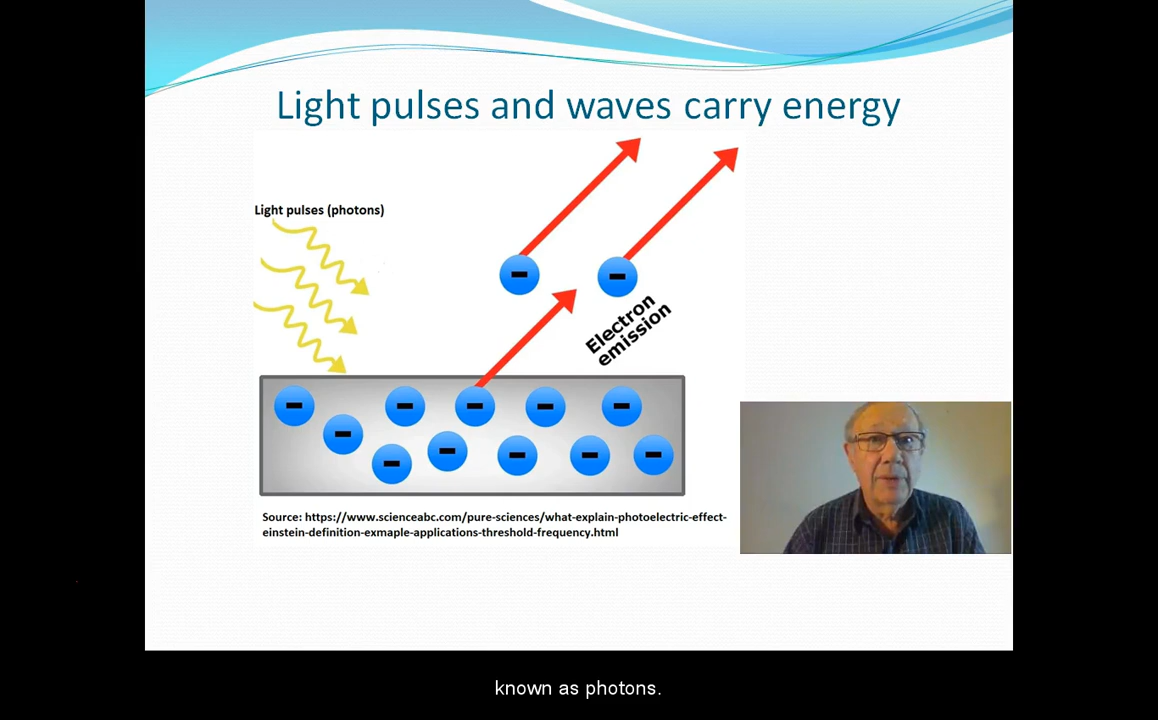 Light pulses and waves carry energy
Light pulses (photons)
Electron
emission
Source: https://www.scienceabc.com/pure-sciences/what-explain-photoelectric-effect-
einstein-definition-exmaple-applications-threshold-frequency.html
known as photons.